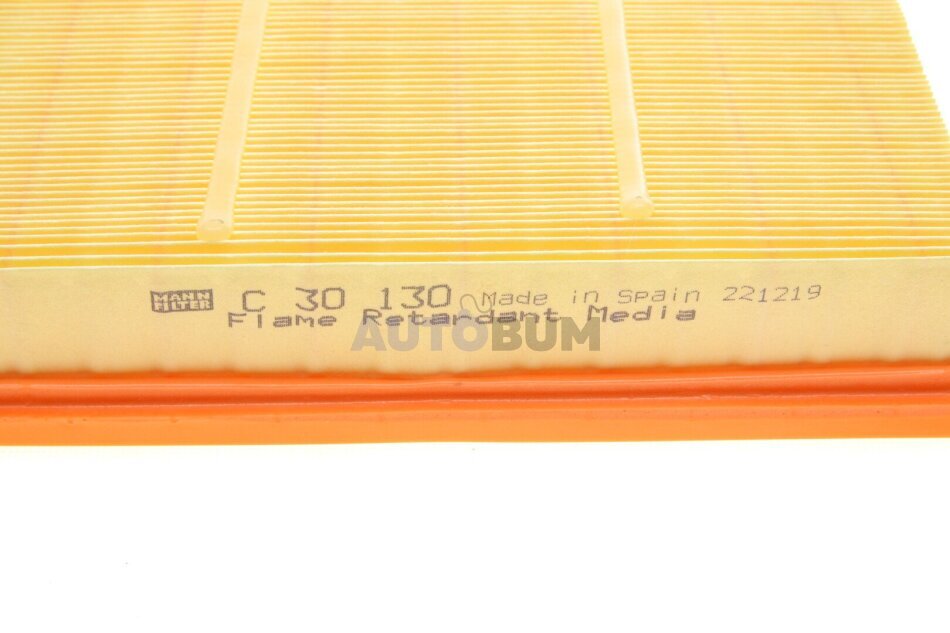 MANN
FILTER
C 30 130 Made in Spain 221219
Flame Retardant Media
AUTOBUM